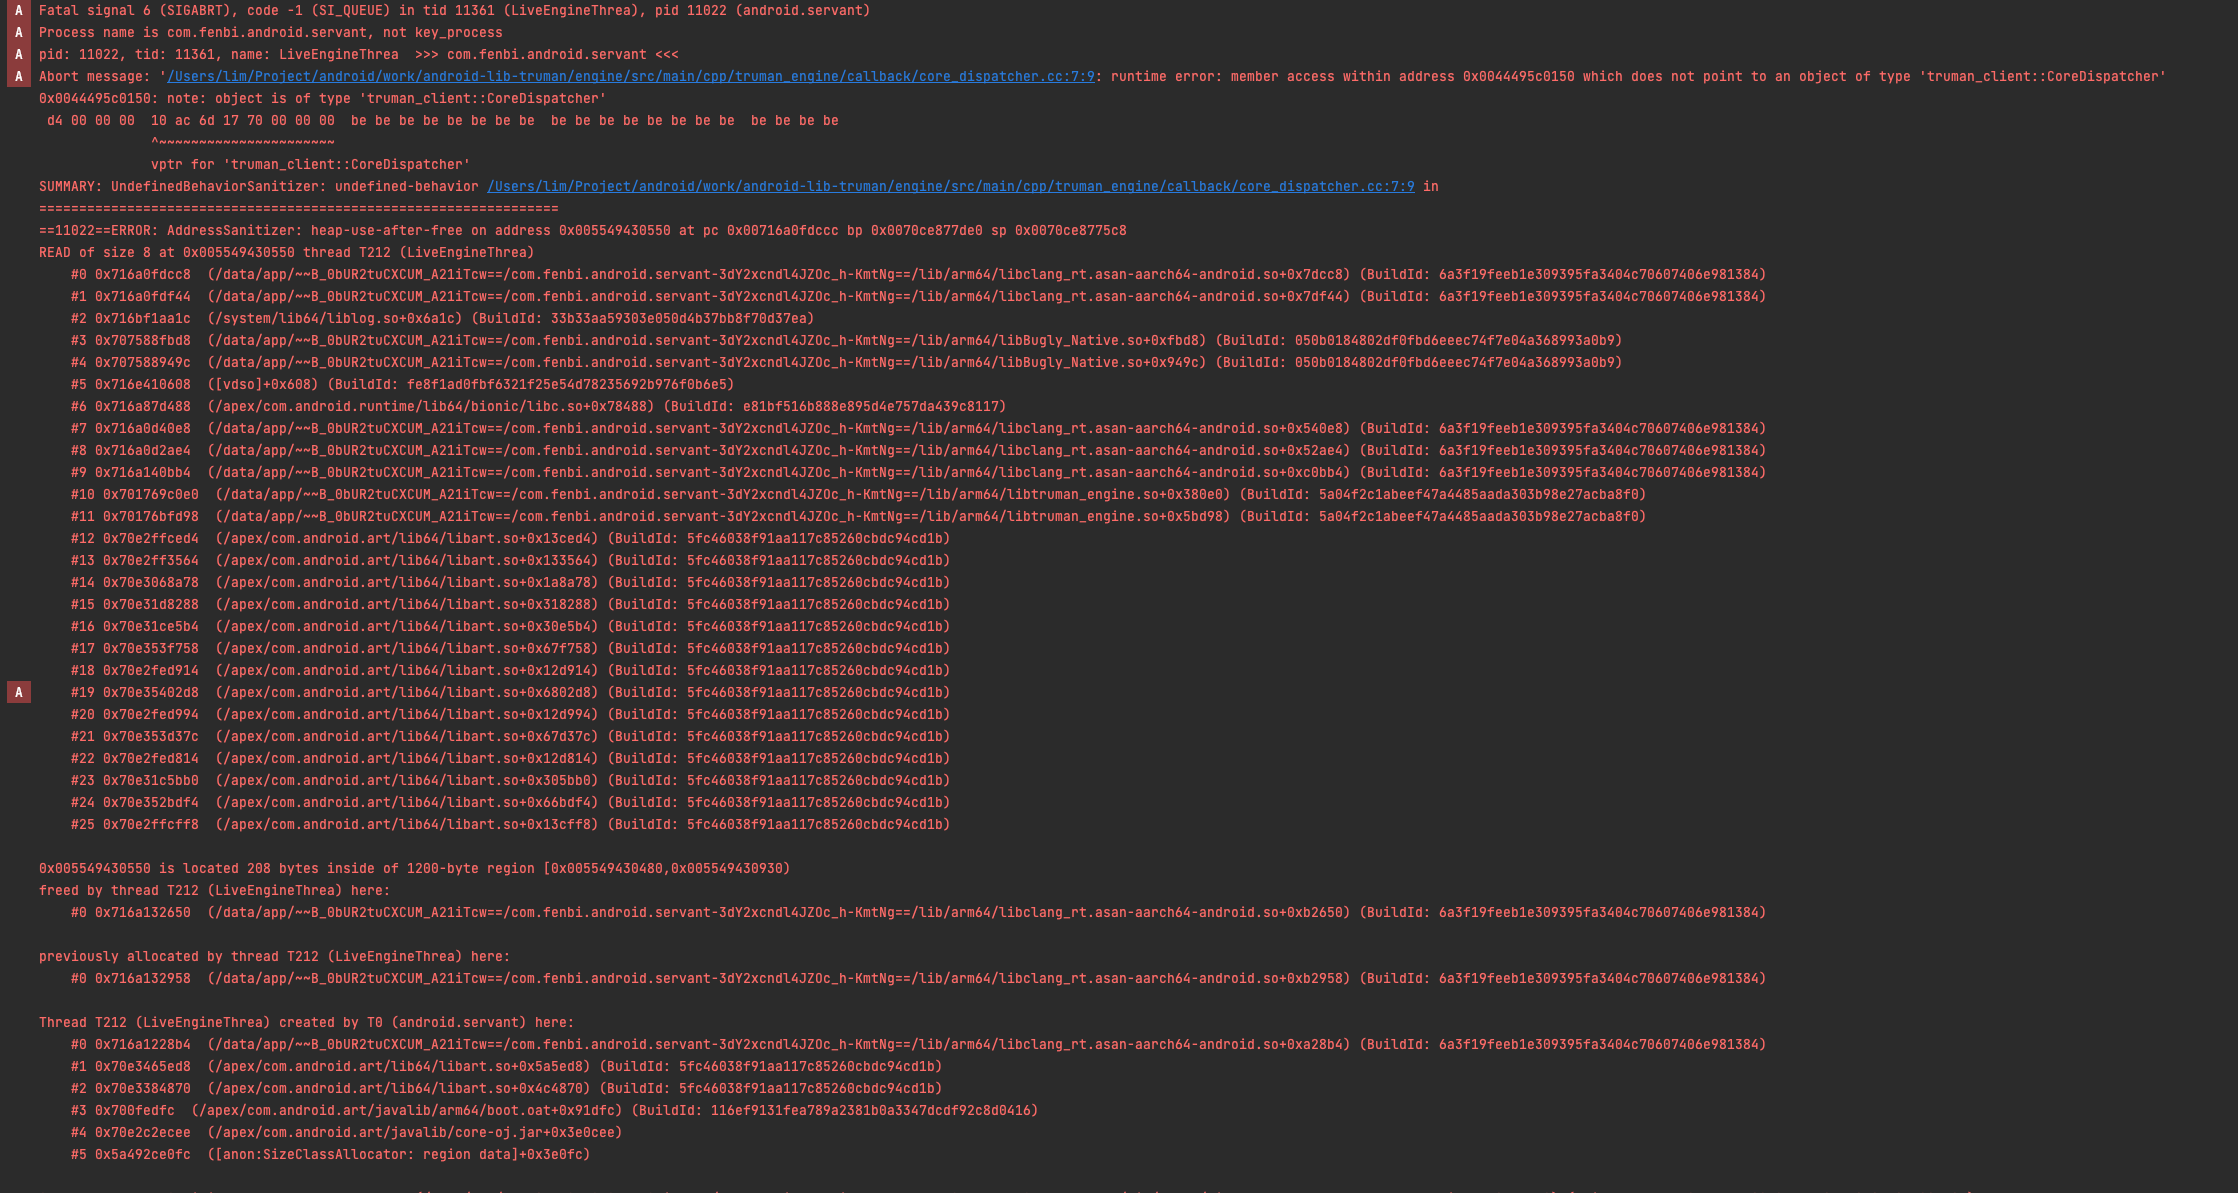 A Fatal signal 6 (SIGABRT), code -1 (SI_QUEUE) in tid 11361 (LiveEngineThrea), pid 11022 (android.servant)
A Process name is com.fenbi.android.servant, not key_process
A pid: 11022, tid: 11361, name: LiveEngineThrea  >>> com.fenbi.android.servant <<<
A Abort message: '/Users/lim/Project/android/work/android-lib-truman/engine/src/main/cpp/truman_engine/callback/core_dispatcher.cc:7:9: runtime error: member access within address 0x0044495c0150 which does not point to an object of type 'truman_client::CoreDispatcher'
0x0044495c0150: note: object is of type 'truman_client::CoreDispatcher'
 d4 00 00 00  10 ac 6d 17 70 00 00 00  be be be be be be be be  be be be be be be be be  be be be be
              ^~~~~~~~~~~~~~~~~~~~~~~
              vptr for 'truman_client::CoreDispatcher'
SUMMARY: UndefinedBehaviorSanitizer: undefined-behavior /Users/lim/Project/android/work/android-lib-truman/engine/src/main/cpp/truman_engine/callback/core_dispatcher.cc:7:9 in
=================================================================
==11022==ERROR: AddressSanitizer: heap-use-after-free on address 0x005549430550 at pc 0x00716a0fdccc bp 0x0070ce877de0 sp 0x0070ce8775c8
READ of size 8 at 0x005549430550 thread T212 (LiveEngineThrea)
    #0 0x716a0fdcc8  (/data/app/~~B_0bUR2tuCXCUM_A21iTcw==/com.fenbi.android.servant-3dY2xcndl4JZOc_h-KmtNg==/lib/arm64/libclang_rt.asan-aarch64-android.so+0x7dcc8) (BuildId: 6a3f19feeb1e309395fa3404c70607406e981384)
    #1 0x716a0fdf44  (/data/app/~~B_0bUR2tuCXCUM_A21iTcw==/com.fenbi.android.servant-3dY2xcndl4JZOc_h-KmtNg==/lib/arm64/libclang_rt.asan-aarch64-android.so+0x7df44) (BuildId: 6a3f19feeb1e309395fa3404c70607406e981384)
    #2 0x716bf1aa1c  (/system/lib64/liblog.so+0x6a1c) (BuildId: 33b33aa59303e050d4b37bb8f70d37ea)
    #3 0x707588fbd8  (/data/app/~~B_0bUR2tuCXCUM_A21iTcw==/com.fenbi.android.servant-3dY2xcndl4JZOc_h-KmtNg==/lib/arm64/libBugly_Native.so+0xfbd8) (BuildId: 050b0184802df0fbd6eeec74f7e04a368993a0b9)
    #4 0x707588949c  (/data/app/~~B_0bUR2tuCXCUM_A21iTcw==/com.fenbi.android.servant-3dY2xcndl4JZOc_h-KmtNg==/lib/arm64/libBugly_Native.so+0x949c) (BuildId: 050b0184802df0fbd6eeec74f7e04a368993a0b9)
    #5 0x716e410608  ([vdso]+0x608) (BuildId: fe8f1ad0fbf6321f25e54d78235692b976f0b6e5)
    #6 0x716a87d488  (/apex/com.android.runtime/lib64/bionic/libc.so+0x78488) (BuildId: e81bf516b888e895d4e757da439c8117)
    #7 0x716a0d40e8  (/data/app/~~B_0bUR2tuCXCUM_A21iTcw==/com.fenbi.android.servant-3dY2xcndl4JZOc_h-KmtNg==/lib/arm64/libclang_rt.asan-aarch64-android.so+0x540e8) (BuildId: 6a3f19feeb1e309395fa3404c70607406e981384)
    #8 0x716a0d2ae4  (/data/app/~~B_0bUR2tuCXCUM_A21iTcw==/com.fenbi.android.servant-3dY2xcndl4JZOc_h-KmtNg==/lib/arm64/libclang_rt.asan-aarch64-android.so+0x52ae4) (BuildId: 6a3f19feeb1e309395fa3404c70607406e981384)
    #9 0x716a140bb4  (/data/app/~~B_0bUR2tuCXCUM_A21iTcw==/com.fenbi.android.servant-3dY2xcndl4JZOc_h-KmtNg==/lib/arm64/libclang_rt.asan-aarch64-android.so+0xc0bb4) (BuildId: 6a3f19feeb1e309395fa3404c70607406e981384)
    #10 0x701769c0e0  (/data/app/~~B_0bUR2tuCXCUM_A21iTcw==/com.fenbi.android.servant-3dY2xcndl4JZOc_h-KmtNg==/lib/arm64/libtruman_engine.so+0x380e0) (BuildId: 5a04f2c1abeef47a4485aada303b98e27acba8f0)
    #11 0x70176bfd98  (/data/app/~~B_0bUR2tuCXCUM_A21iTcw==/com.fenbi.android.servant-3dY2xcndl4JZOc_h-KmtNg==/lib/arm64/libtruman_engine.so+0x5bd98) (BuildId: 5a04f2c1abeef47a4485aada303b98e27acba8f0)
    #12 0x70e2ffced4  (/apex/com.android.art/lib64/libart.so+0x13ced4) (BuildId: 5fc46038f91aa117c85260cbdc94cd1b)
    #13 0x70e2ff3564  (/apex/com.android.art/lib64/libart.so+0x133564) (BuildId: 5fc46038f91aa117c85260cbdc94cd1b)
    #14 0x70e3068a78  (/apex/com.android.art/lib64/libart.so+0x1a8a78) (BuildId: 5fc46038f91aa117c85260cbdc94cd1b)
    #15 0x70e31d8288  (/apex/com.android.art/lib64/libart.so+0x318288) (BuildId: 5fc46038f91aa117c85260cbdc94cd1b)
    #16 0x70e31ce5b4  (/apex/com.android.art/lib64/libart.so+0x30e5b4) (BuildId: 5fc46038f91aa117c85260cbdc94cd1b)
    #17 0x70e353f758  (/apex/com.android.art/lib64/libart.so+0x67f758) (BuildId: 5fc46038f91aa117c85260cbdc94cd1b)
    #18 0x70e2fed914  (/apex/com.android.art/lib64/libart.so+0x12d914) (BuildId: 5fc46038f91aa117c85260cbdc94cd1b)
A   #19 0x70e35402d8  (/apex/com.android.art/lib64/libart.so+0x6802d8) (BuildId: 5fc46038f91aa117c85260cbdc94cd1b)
    #20 0x70e2fed994  (/apex/com.android.art/lib64/libart.so+0x12d994) (BuildId: 5fc46038f91aa117c85260cbdc94cd1b)
    #21 0x70e353d37c  (/apex/com.android.art/lib64/libart.so+0x67d37c) (BuildId: 5fc46038f91aa117c85260cbdc94cd1b)
    #22 0x70e2fed814  (/apex/com.android.art/lib64/libart.so+0x12d814) (BuildId: 5fc46038f91aa117c85260cbdc94cd1b)
    #23 0x70e31c5bb0  (/apex/com.android.art/lib64/libart.so+0x305bb0) (BuildId: 5fc46038f91aa117c85260cbdc94cd1b)
    #24 0x70e352bdf4  (/apex/com.android.art/lib64/libart.so+0x66bdf4) (BuildId: 5fc46038f91aa117c85260cbdc94cd1b)
    #25 0x70e2ffcff8  (/apex/com.android.art/lib64/libart.so+0x13cff8) (BuildId: 5fc46038f91aa117c85260cbdc94cd1b)
0x005549430550 is located 208 bytes inside of 1200-byte region [0x005549430480,0x005549430930)
freed by thread T212 (LiveEngineThrea) here:
    #0 0x716a132650  (/data/app/~~B_0bUR2tuCXCUM_A21iTcw==/com.fenbi.android.servant-3dY2xcndl4JZOc_h-KmtNg==/lib/arm64/libclang_rt.asan-aarch64-android.so+0xb2650) (BuildId: 6a3f19feeb1e309395fa3404c70607406e981384)
previously allocated by thread T212 (LiveEngineThrea) here:
    #0 0x716a132958  (/data/app/~~B_0bUR2tuCXCUM_A21iTcw==/com.fenbi.android.servant-3dY2xcndl4JZOc_h-KmtNg==/lib/arm64/libclang_rt.asan-aarch64-android.so+0xb2958) (BuildId: 6a3f19feeb1e309395fa3404c70607406e981384)
Thread T212 (LiveEngineThrea) created by T0 (android.servant) here:
    #0 0x716a1228b4  (/data/app/~~B_0bUR2tuCXCUM_A21iTcw==/com.fenbi.android.servant-3dY2xcndl4JZOc_h-KmtNg==/lib/arm64/libclang_rt.asan-aarch64-android.so+0xa28b4) (BuildId: 6a3f19feeb1e309395fa3404c70607406e981384)
    #1 0x70e3465ed8  (/apex/com.android.art/lib64/libart.so+0x5a5ed8) (BuildId: 5fc46038f91aa117c85260cbdc94cd1b)
    #2 0x70e3384870  (/apex/com.android.art/lib64/libart.so+0x4c4870) (BuildId: 5fc46038f91aa117c85260cbdc94cd1b)
    #3 0x700fedfc  (/apex/com.android.art/javalib/arm64/boot.oat+0x91dfc) (BuildId: 116ef9131fea789a2381b0a3347dcdf92c8d0416)
    #4 0x70e2c2ecee  (/apex/com.android.art/javalib/core-oj.jar+0x3e0cee)
    #5 0x5a492ce0fc  ([anon:SizeClassAllocator: region data]+0x3e0fc)